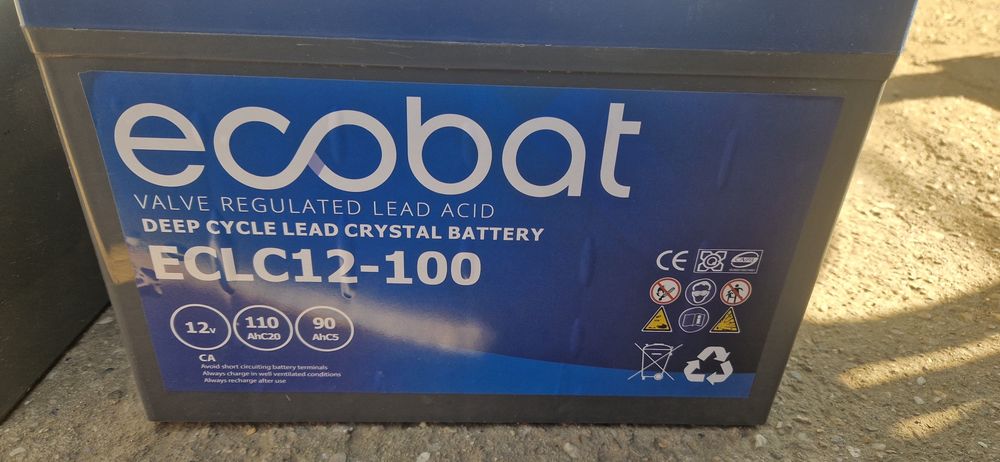 ecobat
VALVE REGULATED LEAD ACID
DEEP CYCLE LEAD CRYSTAL BATTERY
ECLC12-100
12v
110
AhC20
90
AhC5
CA
Avoid short circuiting battery terminals
Always charge in well ventilated conditions
Always recharge after use
CE